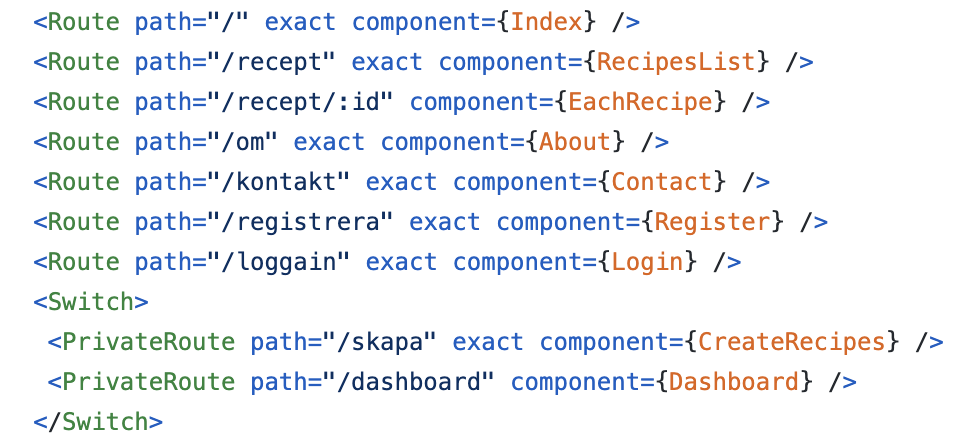 <Route path="/" exact component={Index} />
<Route path="/recept" exact component={RecipesList} />
<Route path="/recept/:id" component={EachRecipe} />
<Route path="/om" exact component={About} />
<Route path="/kontakt" exact component={Contact} />
<Route path="/registrera" exact component={Register} />
<Route path="/loggain" exact component={Login} />
<Switch>
 <PrivateRoute path="/skapa" exact component={CreateRecipes} />
 <PrivateRoute path="/dashboard" component={Dashboard} />
</Switch>